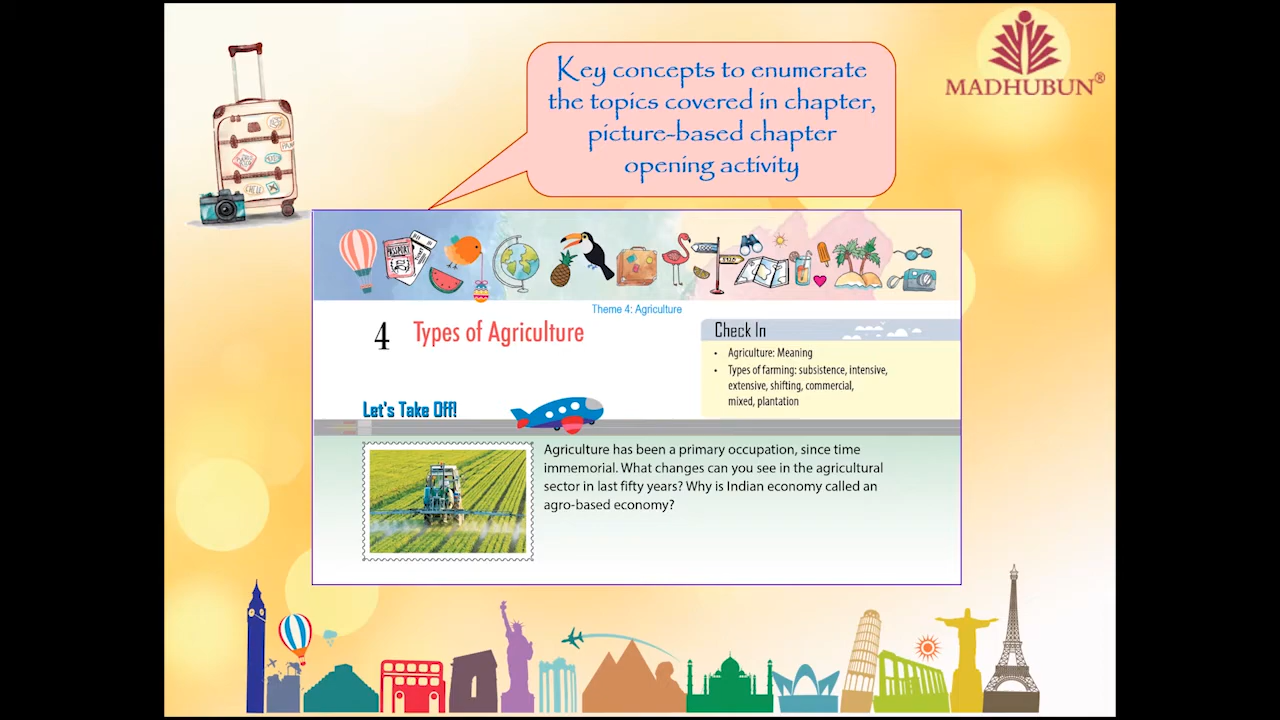 Key concepts to enumerate
the topics covered in chapter,
picture-based chapter
opening activity
MADHUBUN®
PASSPORT
Theme 4: Agriculture
4 Types of Agriculture
Check In
• Agriculture: Meaning
• Types of farming: subsistence, intensive,
extensive, shifting, commercial,
mixed, plantation
Let's Take Off!
Agriculture has been a primary occupation, since time
immemorial. What changes can you see in the agricultural
sector in last fifty years? Why is Indian economy called an
agro-based economy?